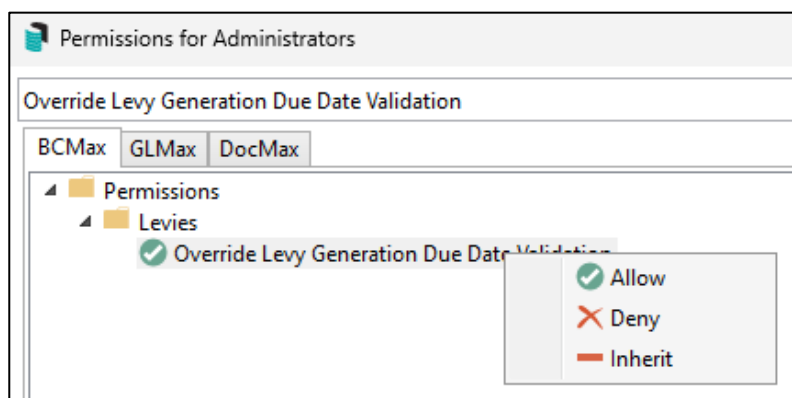 Permissions for Administrators
Override Levy Generation Due Date Validation
BCMax GLMax DocMax
Permissions
Levies
Override Levy Generation Due Date Validation
Allow
Deny
Inherit